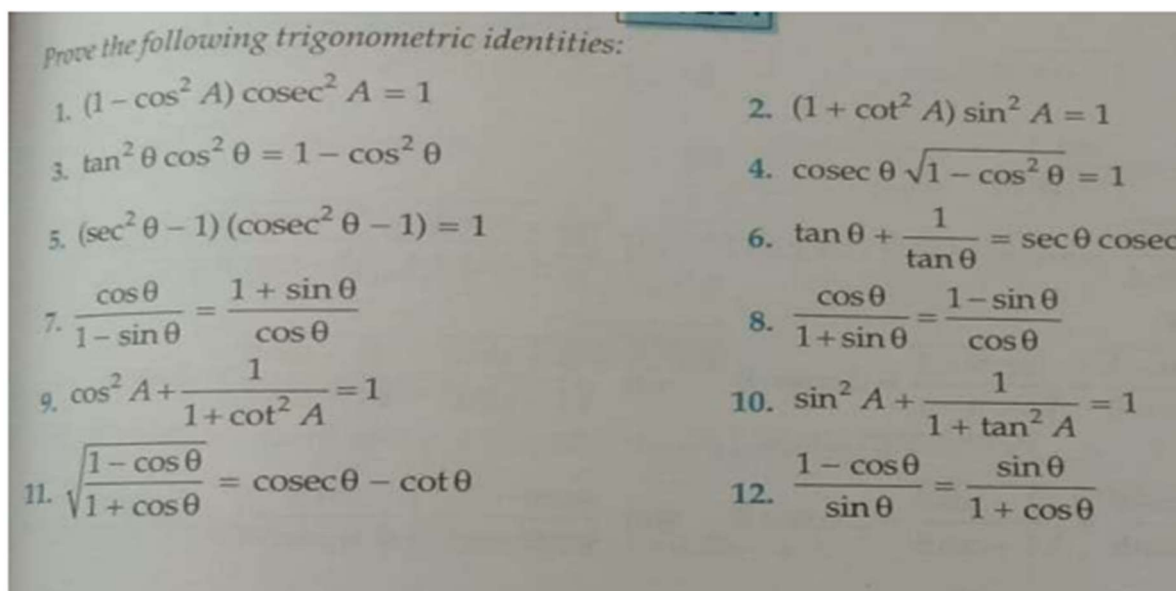 Prove the following trigonometric identities:
1. (1 – cos² A) cosec² A = 1
2. (1 + cot² A) sin² A = 1
3. tan² θ cos² θ = 1 – cos² θ
4. cosec θ √(1 – cos² θ) = 1
5. (sec² θ – 1) (cosec² θ – 1) = 1
6. tan θ + 1/tan θ = sec θ cosec
7. cos θ/(1 – sin θ) = (1 + sin θ)/cos θ
8. cos θ/(1 + sin θ) = (1 – sin θ)/cos θ
9. cos² A + 1/(1 + cot² A) = 1
10. sin² A + 1/(1 + tan² A) = 1
11. √((1 – cos θ)/(1 + cos θ)) = cosec θ – cot θ
12. (1 – cos θ)/sin θ = sin θ/(1 + cos θ)